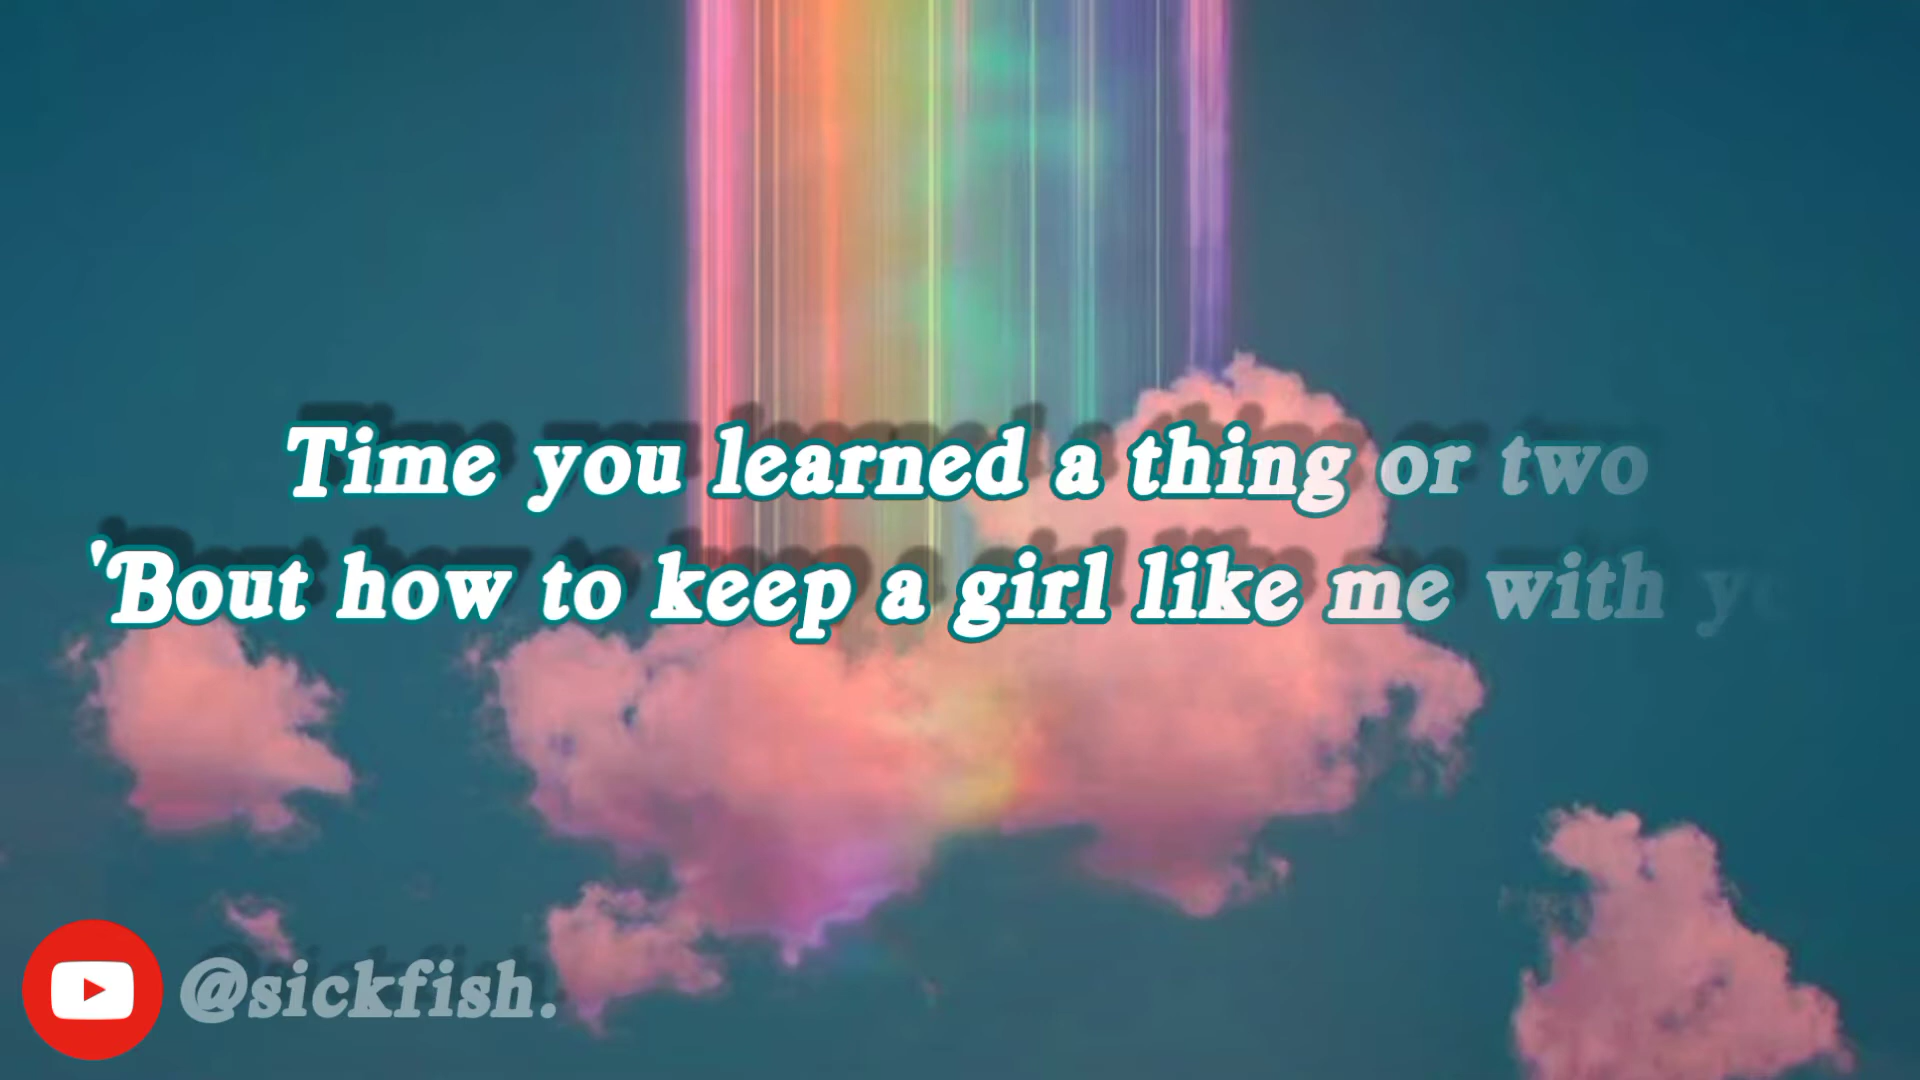 Time you learned a thing or two
'Bout how to keep a girl like me with
@sickfish.